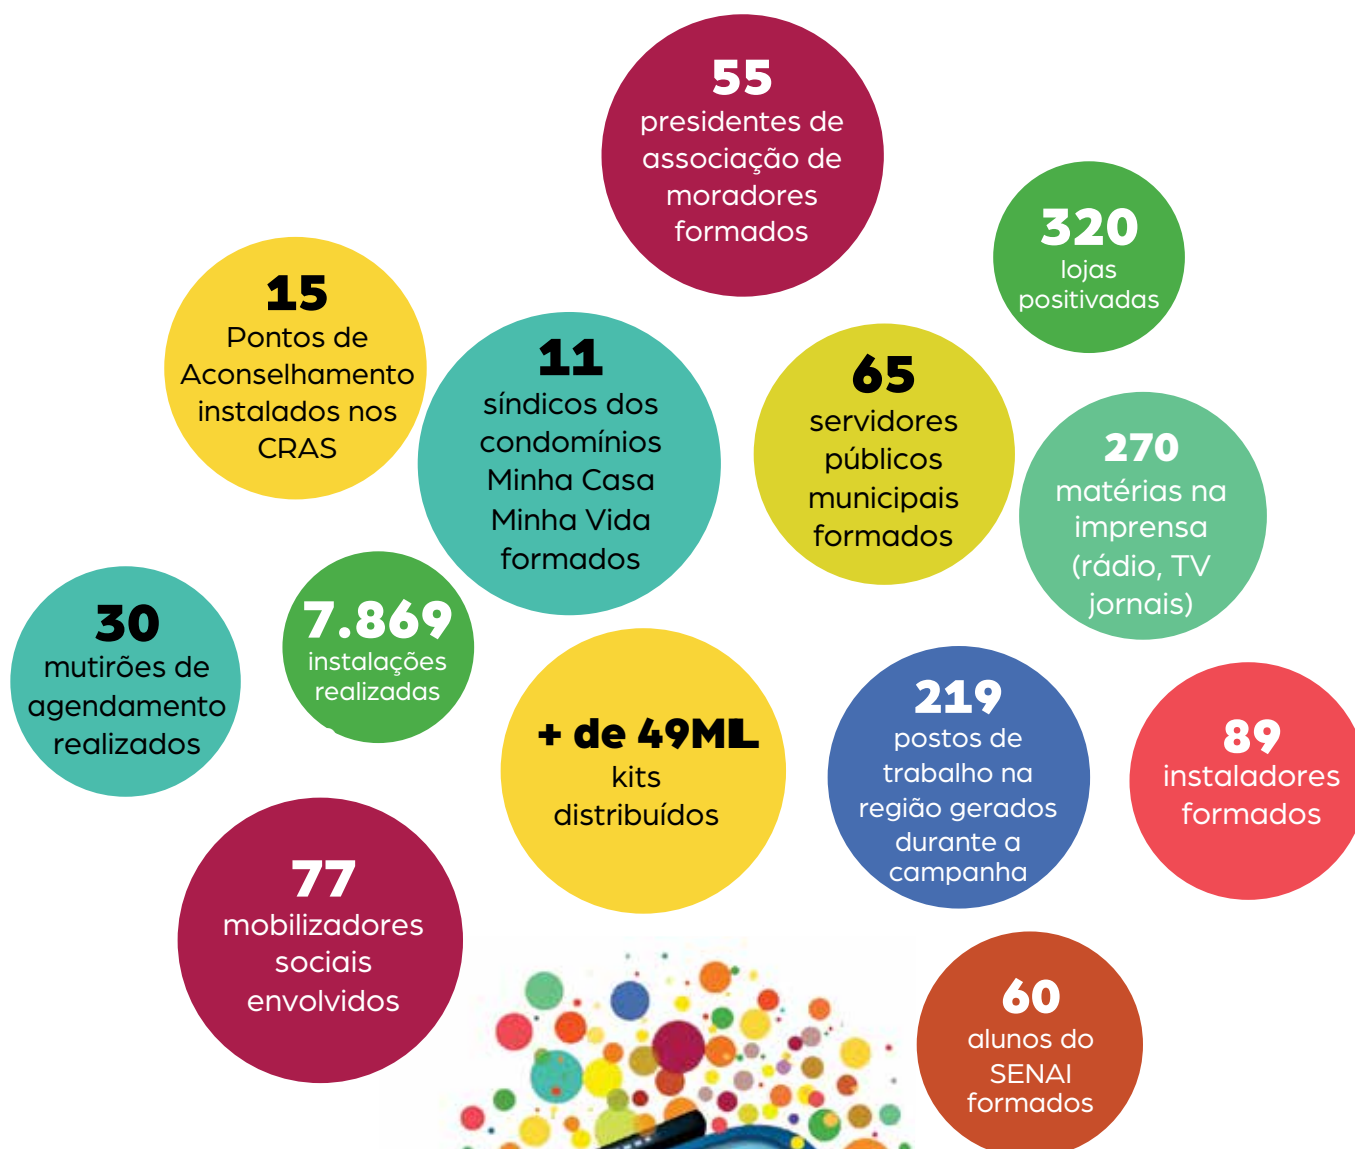 55
presidentes de
associação de
moradores
formados
320
lojas
positivadas
15
Pontos de
Aconselhamento
instalados nos
CRAS
11
síndicos dos
condomínios
Minha Casa
Minha Vida
formados
65
servidores
públicos
municipais
formados
270
matérias na
imprensa
(rádio, TV
jornais)
30
mutirões de
agendamento
realizados
7.869
instalações
realizadas
+ de 49ML
kits
distribuídos
219
postos de
trabalho na
região gerados
durante a
campanha
89
instaladores
formados
77
mobilizadores
sociais
envolvidos
60
alunos do
SENAI
formados